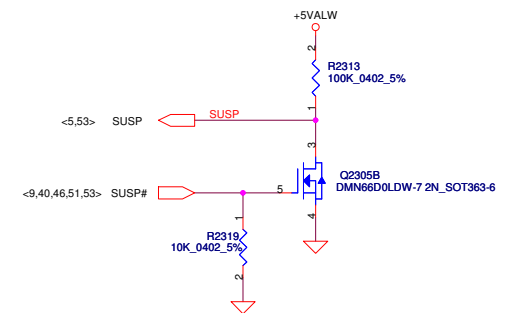 +5VALW
2
R2313
100K_0402_5%
1
<5,53> SUSP
SUSP
3
Q2305B
DMN66D0LDW-7 2N_SOT363-6
<9,40,46,51,53> SUSP#
5
4
1
R2319
10K_0402_5%
2